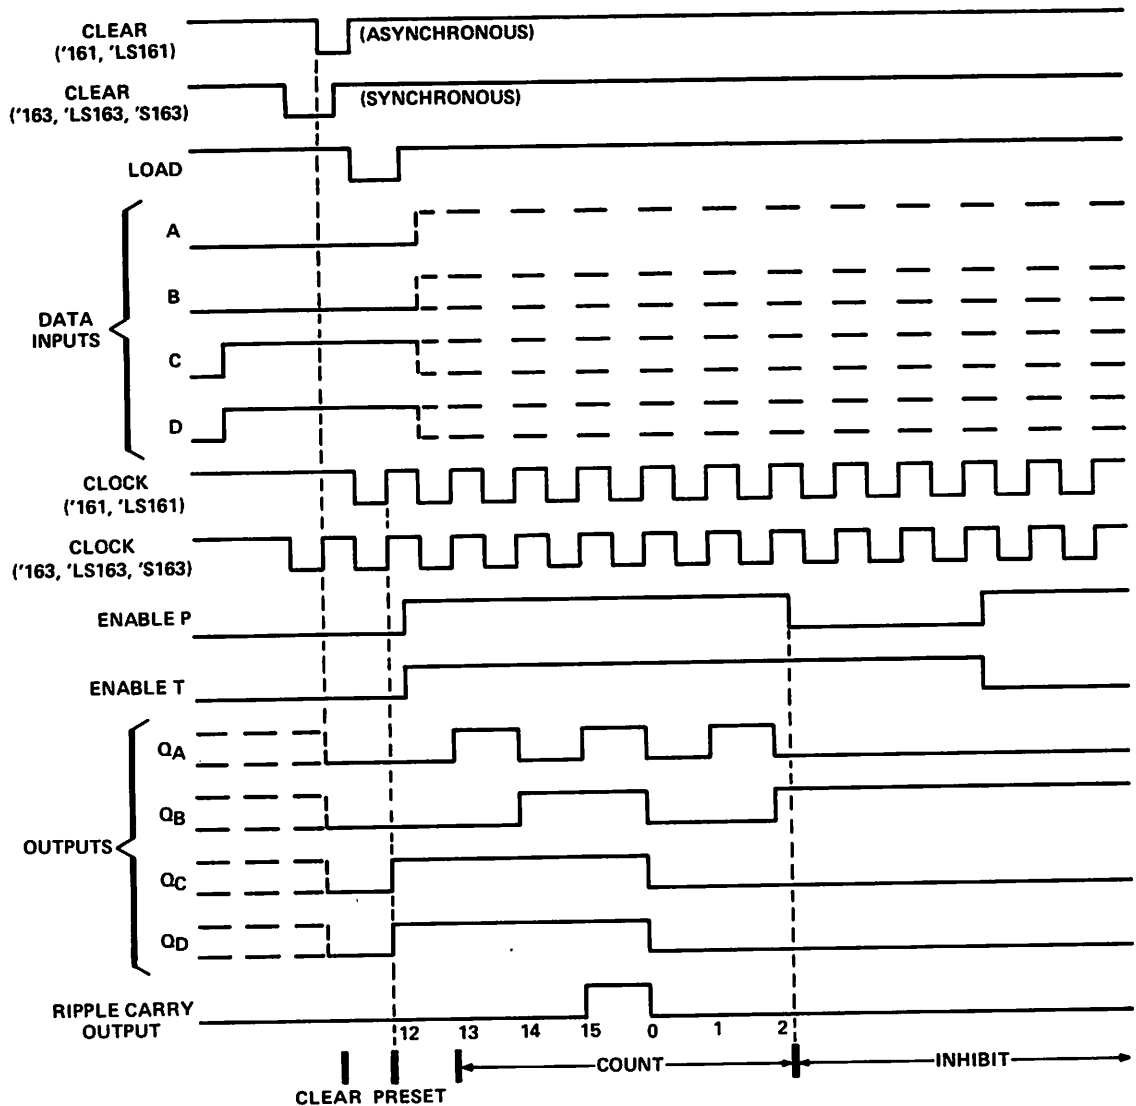 CLEAR
('161, 'LS161)
(ASYNCHRONOUS)
CLEAR
('163, 'LS163, 'S163)
(SYNCHRONOUS)
LOAD
DATA
INPUTS
A
B
C
D
CLOCK
('161, 'LS161)
CLOCK
('163, 'LS163, 'S163)
ENABLE P
ENABLE T
OUTPUTS
QA
QB
QC
QD
RIPPLE CARRY
OUTPUT
12 13 14 15 0 1 2
COUNT
INHIBIT
CLEAR PRESET